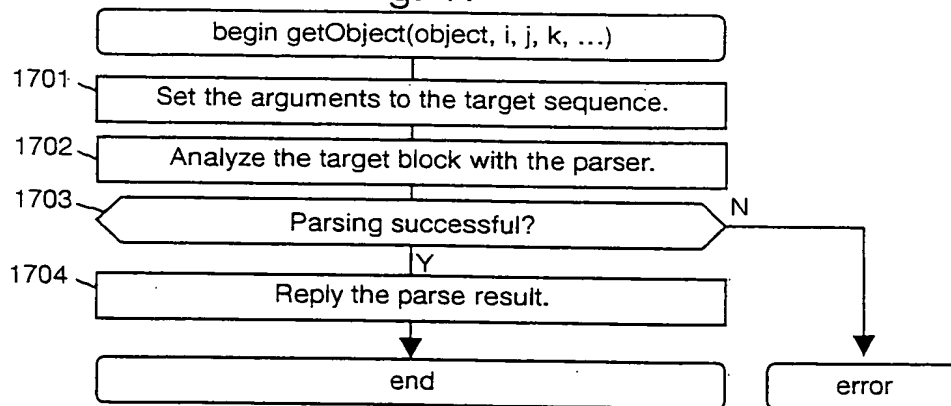 begin getObject(object, i, j, k, ...)
1701
Set the arguments to the target sequence.
1702
Analyze the target block with the parser.
1703
Parsing successful?
N
Y
1704
Reply the parse result.
end
error